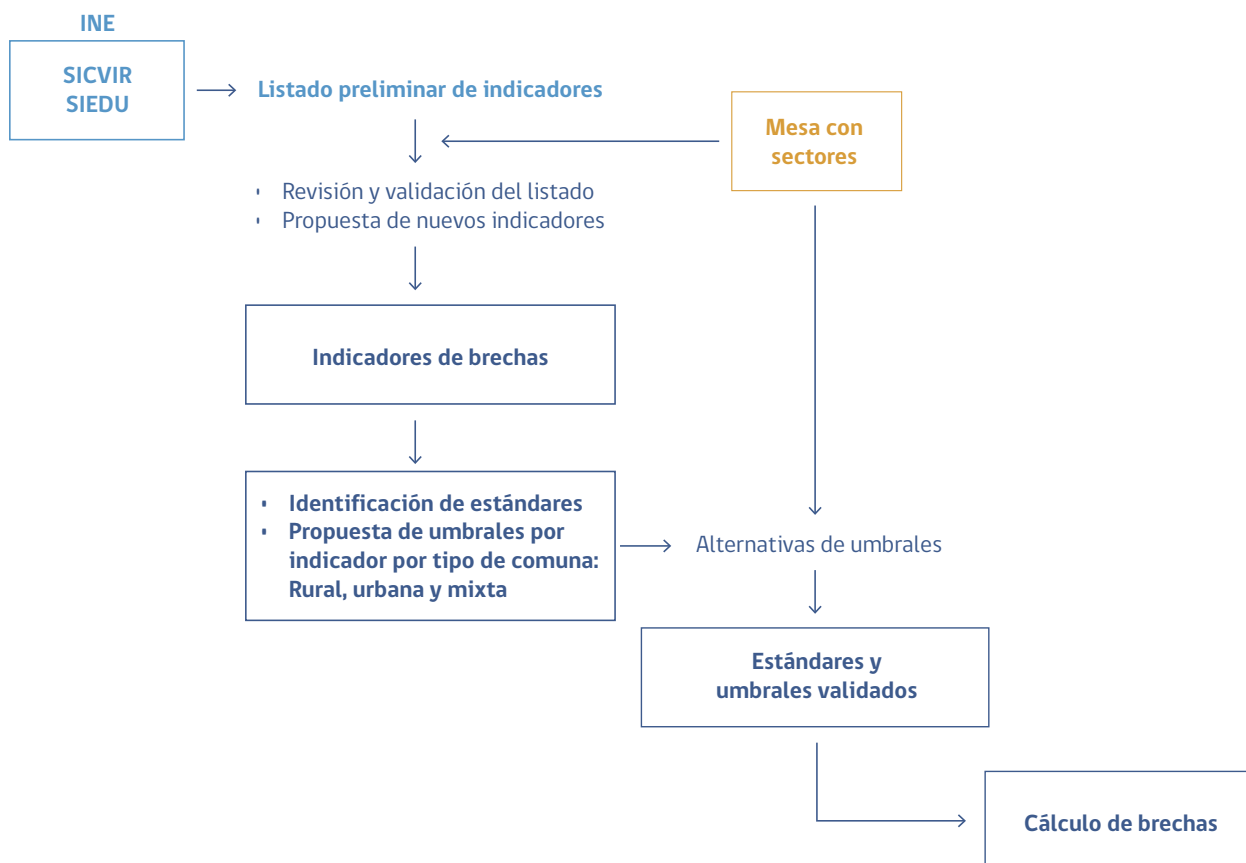 INE
SICVIR
SIEDU
Listado preliminar de indicadores
Mesa con
sectores
• Revisión y validación del listado
• Propuesta de nuevos indicadores
Indicadores de brechas
• Identificación de estándares
• Propuesta de umbrales por
indicador por tipo de comuna:
Rural, urbana y mixta
Alternativas de umbrales
Estándares y
umbrales validados
Cálculo de brechas